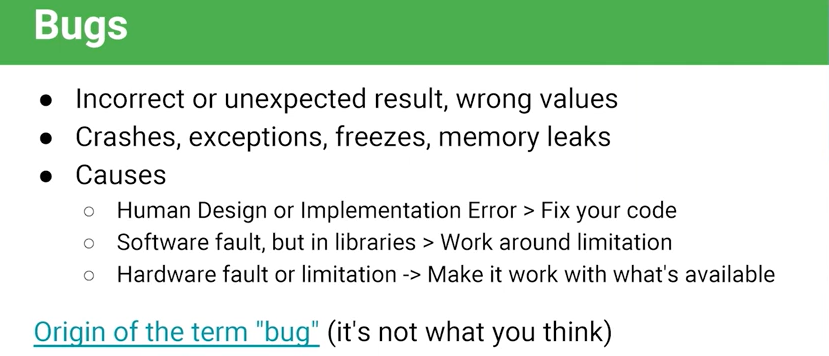 Bugs
● Incorrect or unexpected result, wrong values
● Crashes, exceptions, freezes, memory leaks
● Causes
○ Human Design or Implementation Error > Fix your code
○ Software fault, but in libraries > Work around limitation
○ Hardware fault or limitation -> Make it work with what's available
Origin of the term "bug" (it's not what you think)